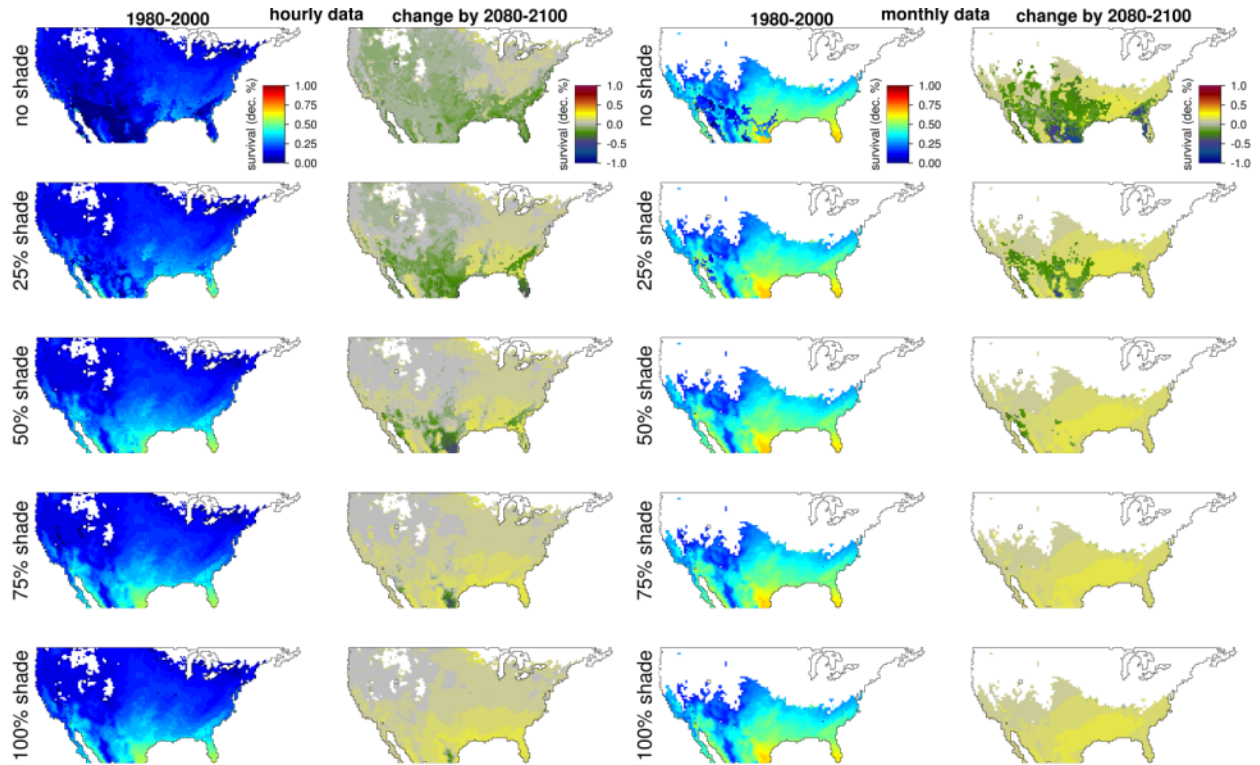 hourly data
monthly data
1980-2000
change by 2080-2100
1980-2000
change by 2080-2100
no shade
survival (dec. %)
1.00
0.75
0.50
0.25
0.00
survival (dec. %)
1.0
0.5
0.0
-0.5
-1.0
no shade
survival (dec. %)
1.00
0.75
0.50
0.25
0.00
survival (dec. %)
1.0
0.5
0.0
-0.5
-1.0
25% shade
25% shade
50% shade
50% shade
75% shade
75% shade
100% shade
100% shade